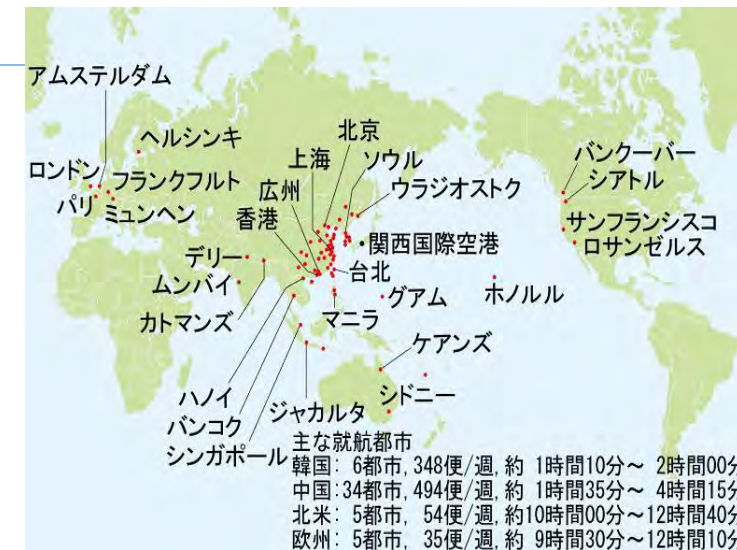 アムステルダム
ヘルシンキ
北京
上海
ソウル
バンクーバー
ロンドン
フランクフルト
広州
ウラジオストク
シアトル
パリ
ミュンヘン
香港
サンフランシスコ
関西国際空港
ロサンゼルス
デリー
台北
ムンバイ
グアム
ホノルル
カトマンズ
マニラ
ケアンズ
ハノイ
シドニー
バンコク
ジャカルタ
シンガポール
主な就航都市
韓国: 6都市,348便/週,約 1時間10分～ 2時間00分
中国:34都市,494便/週,約 1時間35分～ 4時間15分
北米: 5都市, 54便/週,約10時間00分～12時間40分
欧州: 5都市, 35便/週,約 9時間30分～12時間10分